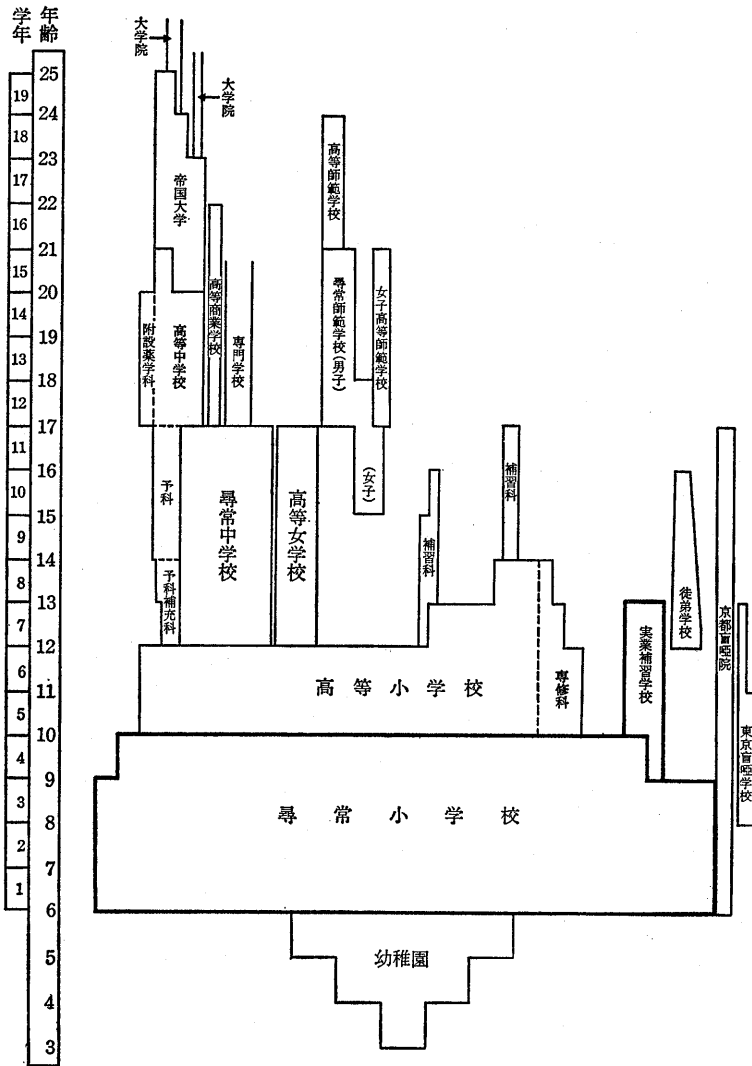 学年
年齢
25
24
23
22
21
20
19
18
17
16
15
14
13
12
11
10
9
8
7
6
5
4
3
19
18
17
16
15
14
13
12
11
10
9
8
7
6
5
4
3
2
1
大学院
大学院
帝国大学
高等師範学校
附設薬学科
高等中学校
高等商業学校
専門学校
尋常師範学校(男子)
女子高等師範学校
(女子)
予科
予科補充科
尋常中学校
高等女学校
補習科
補習科
高等小学校
専修科
実業補習学校
徒弟学校
京都盲啞院
東京盲啞学校
尋常小学校
幼稚園